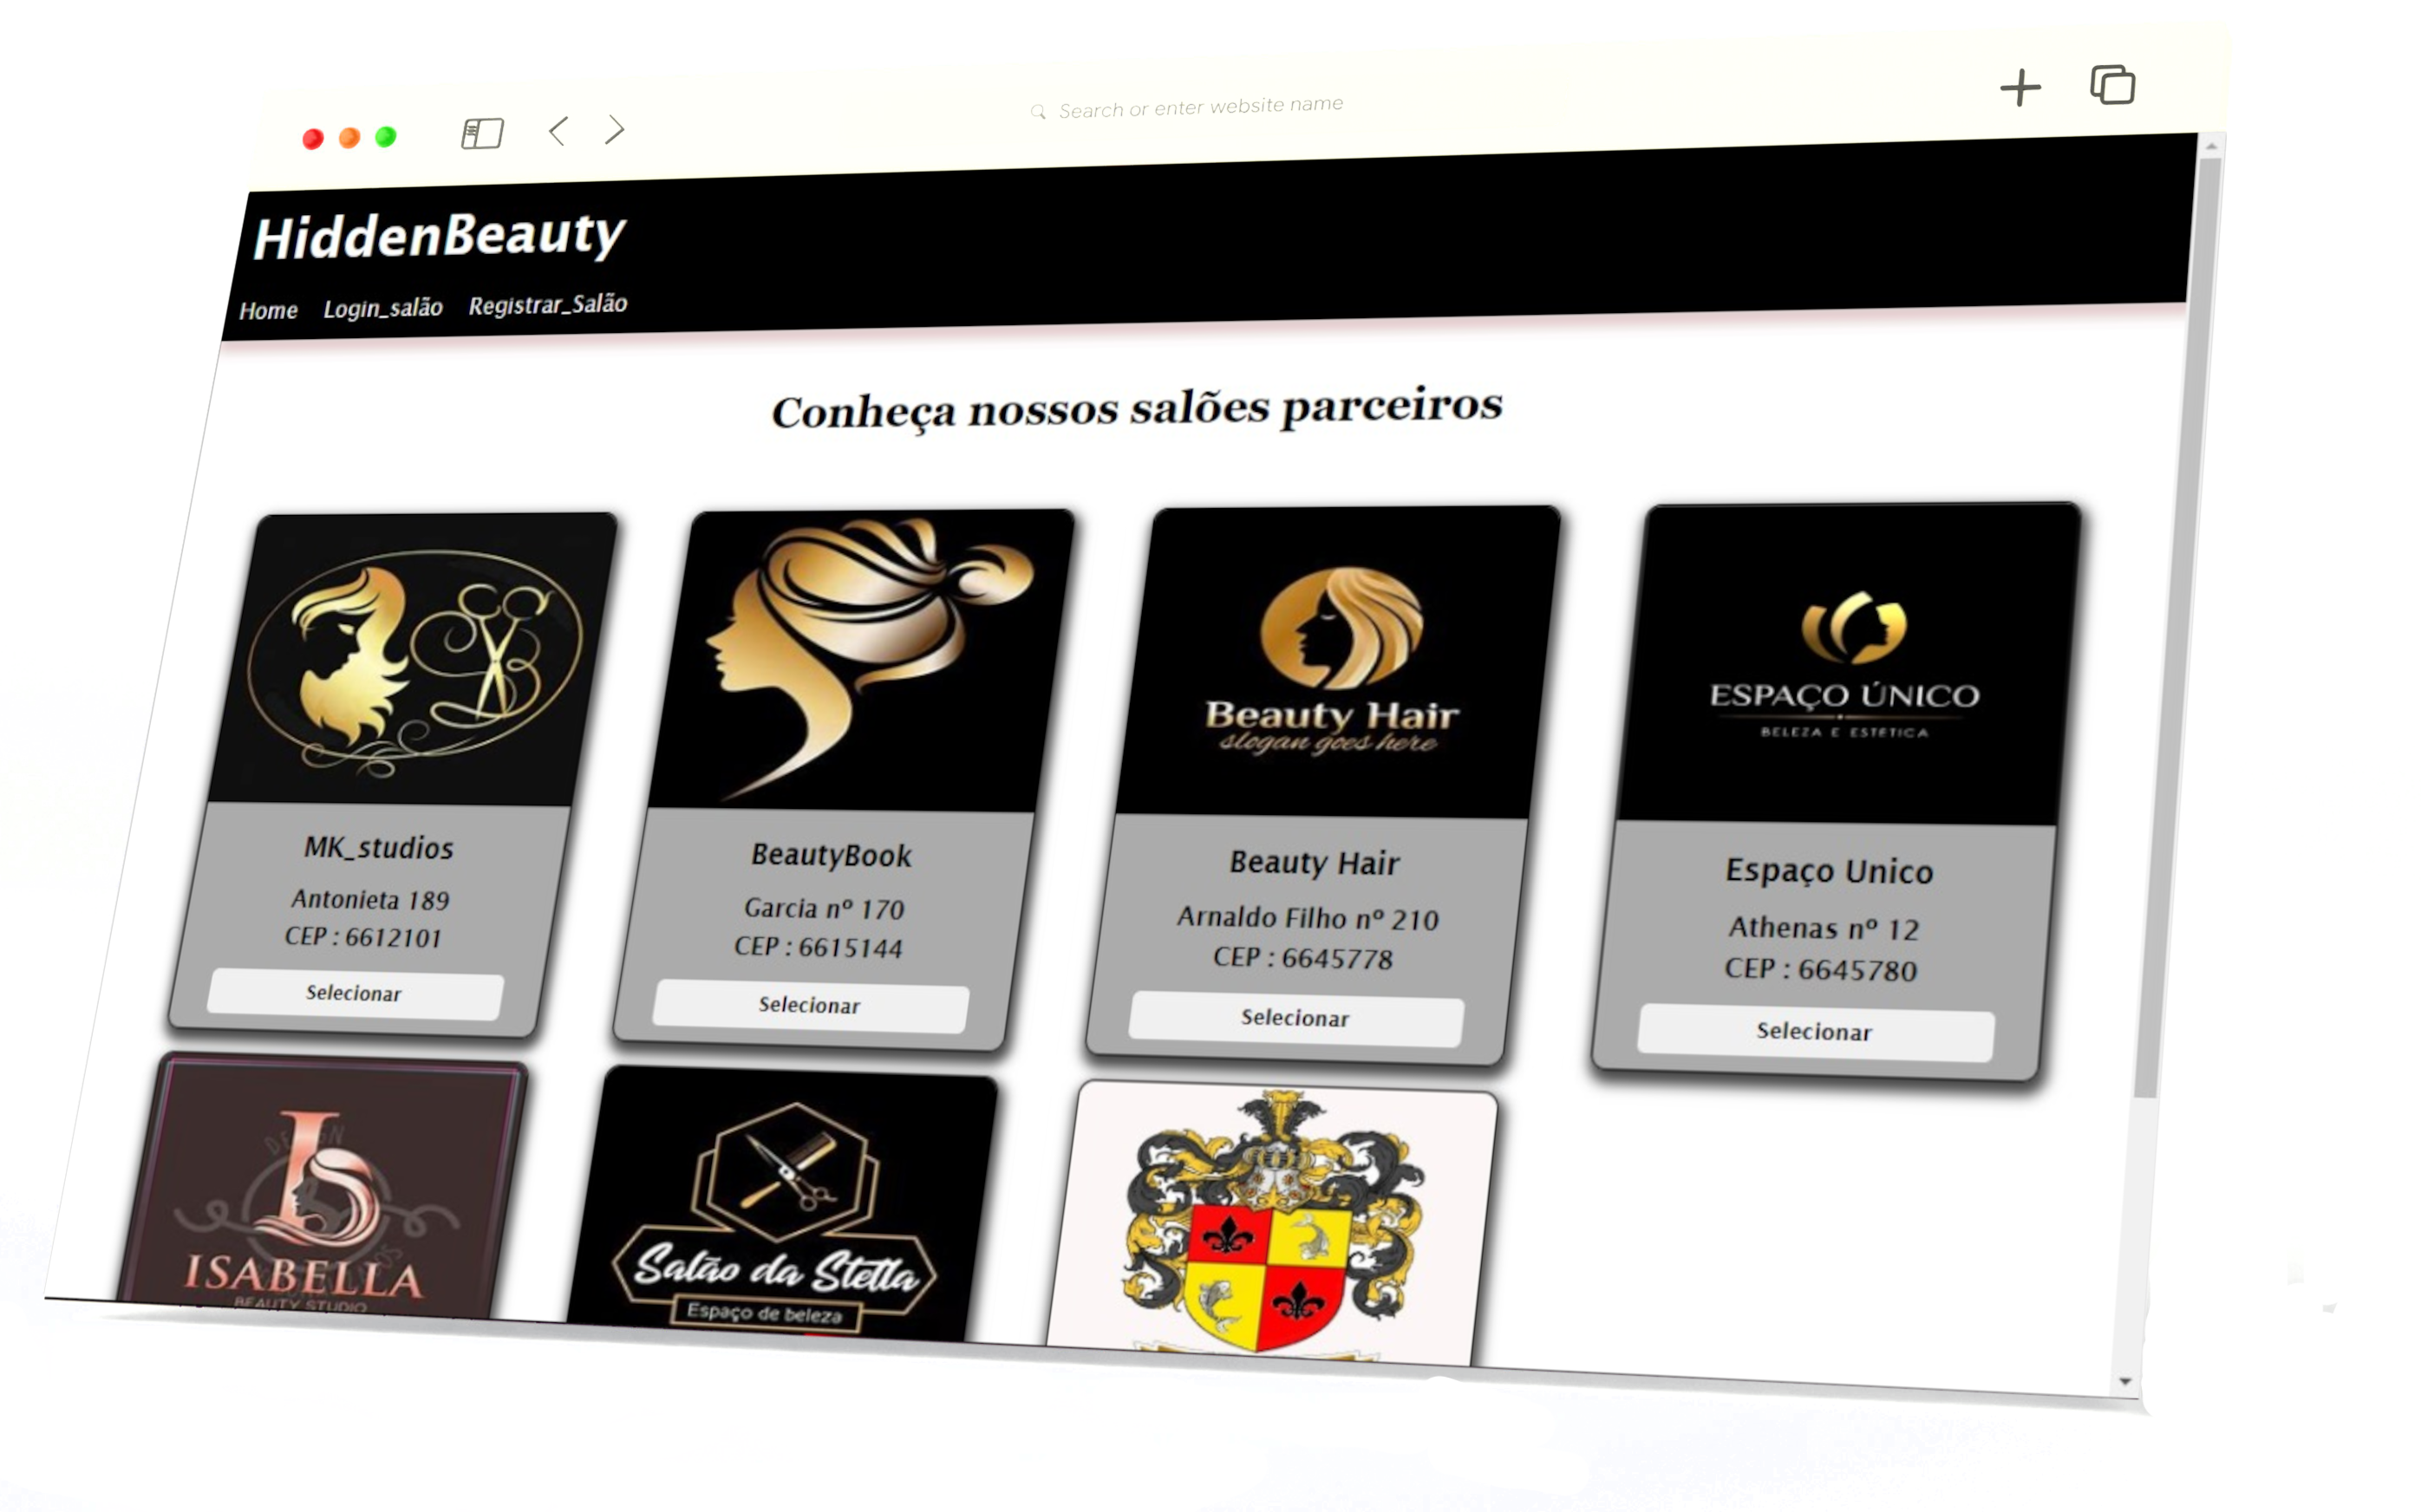 Search or enter website name
HiddenBeauty
Home Login_salão Registrar_Salão
Conheça nossos salões parceiros
Beauty Hair
slogan goes here
ESPAÇO ÚNICO
BELEZA E ESTETICA
MK_studios
Antonieta 189
CEP : 6612101
Selecionar
BeautyBook
Garcia nº 170
CEP : 6615144
Selecionar
Beauty Hair
Arnaldo Filho nº 210
CEP : 6645778
Selecionar
Espaço Unico
Athenas nº 12
CEP : 6645780
Selecionar
ISABELLA
BEAUTY STUDIO
Salão da Stella
Espaço de beleza